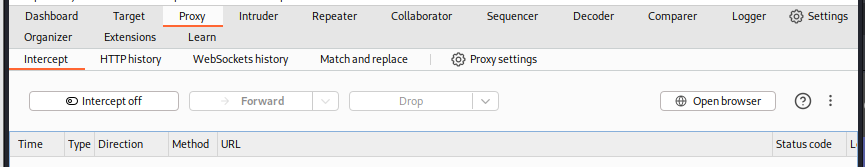 Dashboard Target Proxy Intruder Repeater Collaborator Sequencer Decoder Comparer Logger Settings
Organizer Extensions Learn
Intercept HTTP history WebSockets history Match and replace Proxy settings
Intercept off Forward Drop Open browser ?
Time Type Direction Method URL Status code